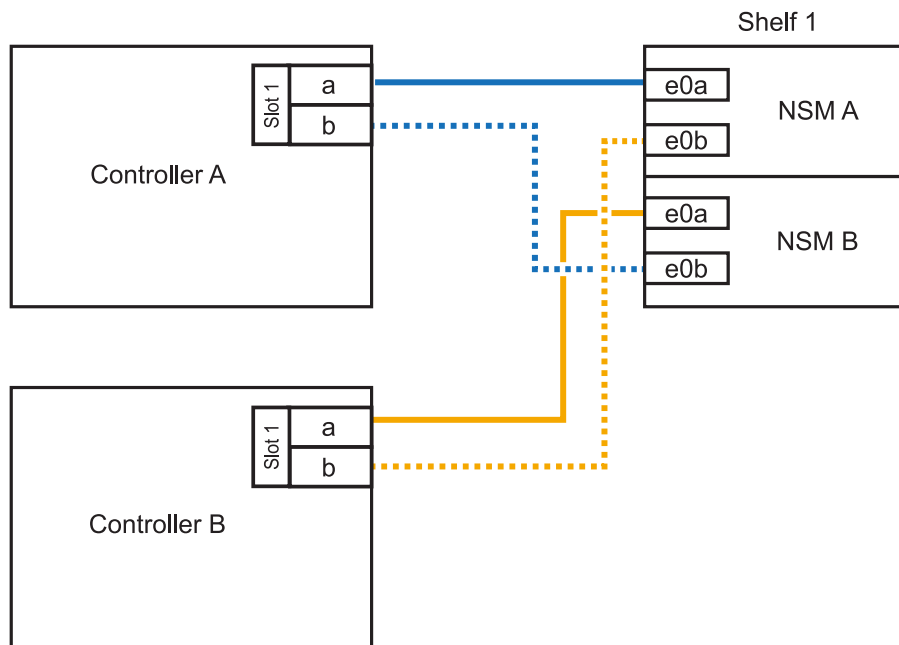 Shelf 1
Slot 1
a
b
Controller A
e0a
e0b
NSM A
e0a
e0b
NSM B
Slot 1
a
b
Controller B